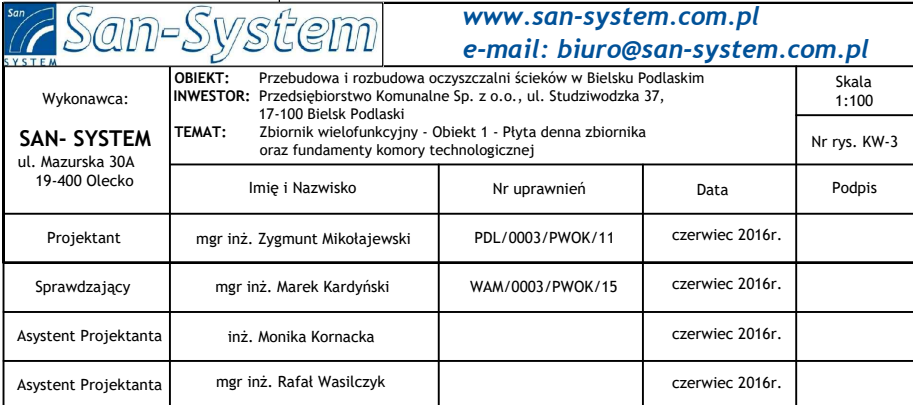 San
SYSTEM
San-System
www.san-system.com.pl
e-mail: biuro@san-system.com.pl
Wykonawca:
SAN- SYSTEM
ul. Mazurska 30A
19-400 Olecko
OBIEKT: Przebudowa i rozbudowa oczyszczalni ścieków w Bielsku Podlaskim
INWESTOR: Przedsiębiorstwo Komunalne Sp. z o.o., ul. Studziwodzka 37,
17-100 Bielsk Podlaski
TEMAT: Zbiornik wielofunkcyjny - Obiekt 1 - Płyta denna zbiornika
oraz fundamenty komory technologicznej
Skala
1:100
Nr rys. KW-3
Imię i Nazwisko Nr uprawnień Data Podpis
Projektant mgr inż. Zygmunt Mikołajewski PDL/0003/PWOK/11 czerwiec 2016r.
Sprawdzający mgr inż. Marek Kardyński WAM/0003/PWOK/15 czerwiec 2016r.
Asystent Projektanta inż. Monika Kornacka czerwiec 2016r.
Asystent Projektanta mgr inż. Rafał Wasilczyk czerwiec 2016r.